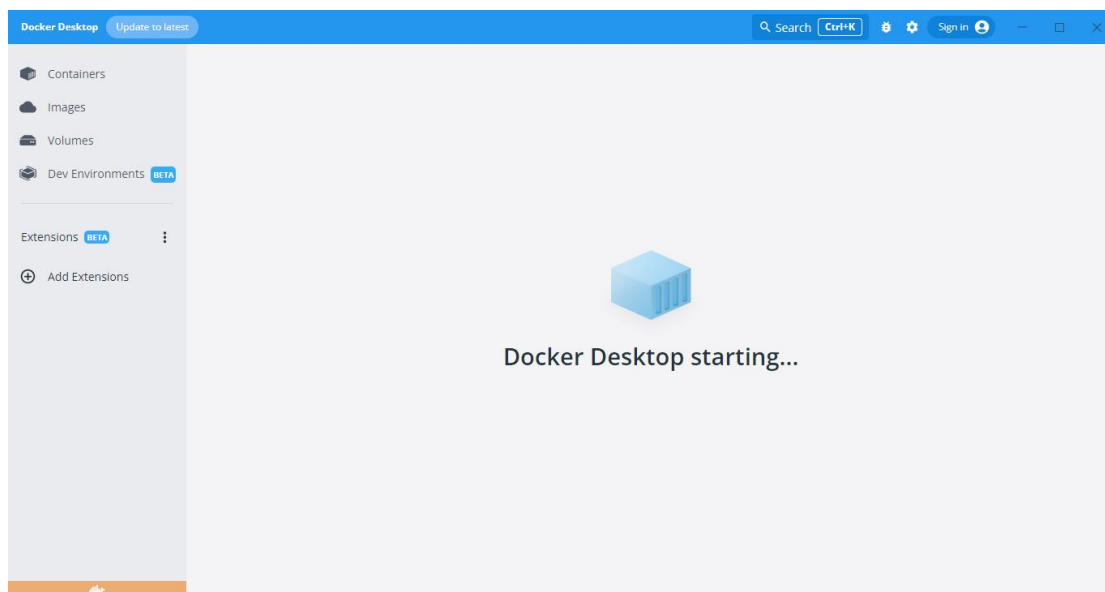 Docker Desktop Update to latest Search Ctrl+K Sign in
Containers
Images
Volumes
Dev Environments BETA
Extensions BETA
Add Extensions
Docker Desktop starting...